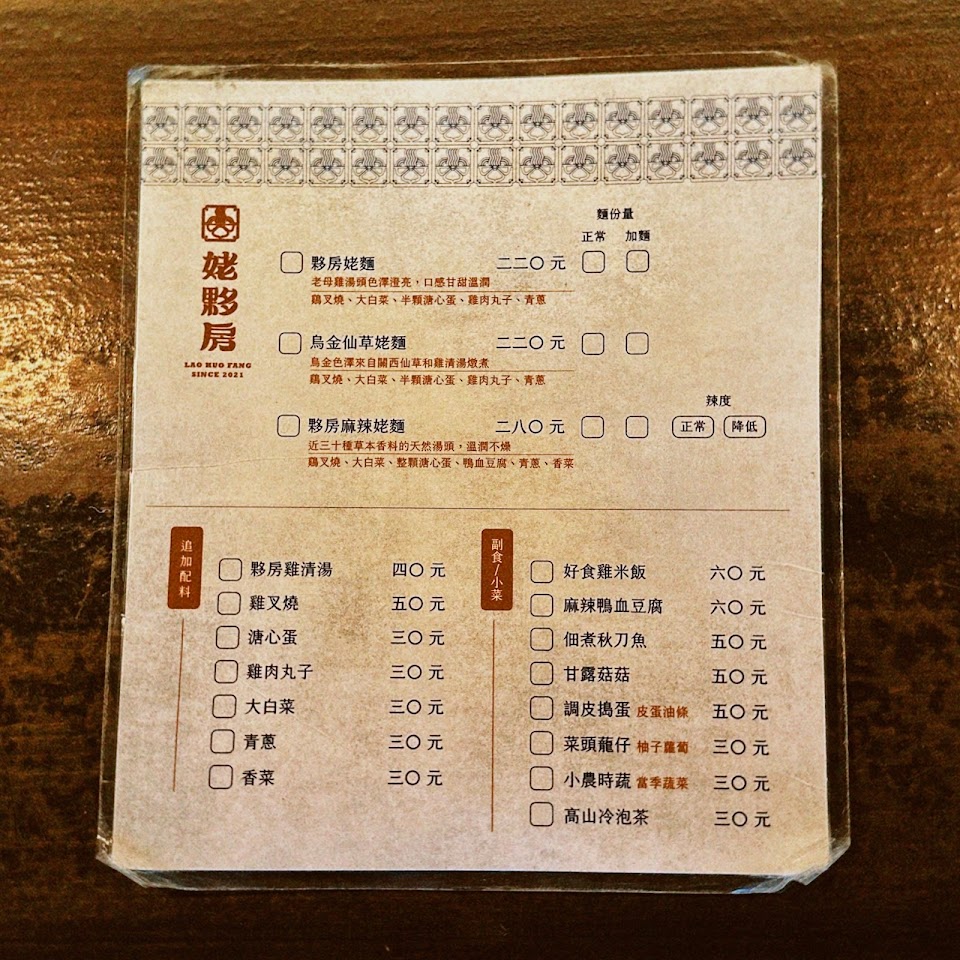 姥夥房
LAO HUO FANG
SINCE 2021
麵份量
正常 加麵
夥房姥麵 二二〇 元
老母雞湯頭色澤澄亮，口感甘甜溫潤
鷄叉燒、大白菜、半顆溏心蛋、雞肉丸子、青蔥
烏金仙草姥麵 二二〇 元
烏金色澤來自關西仙草和雞清湯燉煮
鷄叉燒、大白菜、半顆溏心蛋、雞肉丸子、青蔥
辣度
夥房麻辣姥麵 二八〇 元 正常 降低
近三十種草本香料的天然湯頭，溫潤不燥
鷄叉燒、大白菜、整顆溏心蛋、鴨血豆腐、青蔥、香菜
追加配料
夥房雞清湯 四〇 元
雞叉燒 五〇 元
溏心蛋 三〇 元
雞肉丸子 三〇 元
大白菜 三〇 元
青蔥 三〇 元
香菜 三〇 元
副食/小菜
好食雞米飯 六〇 元
麻辣鴨血豆腐 六〇 元
佃煮秋刀魚 五〇 元
甘露菇菇 五〇 元
調皮搗蛋 皮蛋油條 五〇 元
菜頭蘢仔 柚子蘿蔔 三〇 元
小農時蔬 當季蔬菜 三〇 元
高山冷泡茶 三〇 元